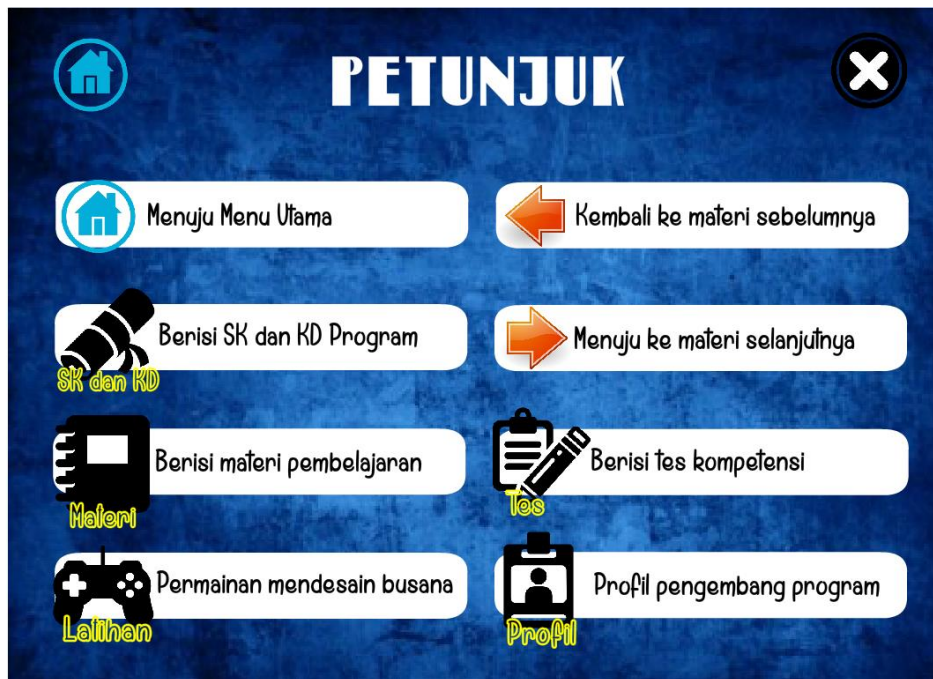 PETUNJUK
Menuju Menu Utama
Kembali ke materi sebelumnya
Berisi SK dan KD Program
SK dan KD
Menuju ke materi selanjutnya
Berisi materi pembelajaran
Materi
Berisi tes kompetensi
Tes
Permainan mendesain busana
Latihan
Profil pengembang program
Profil